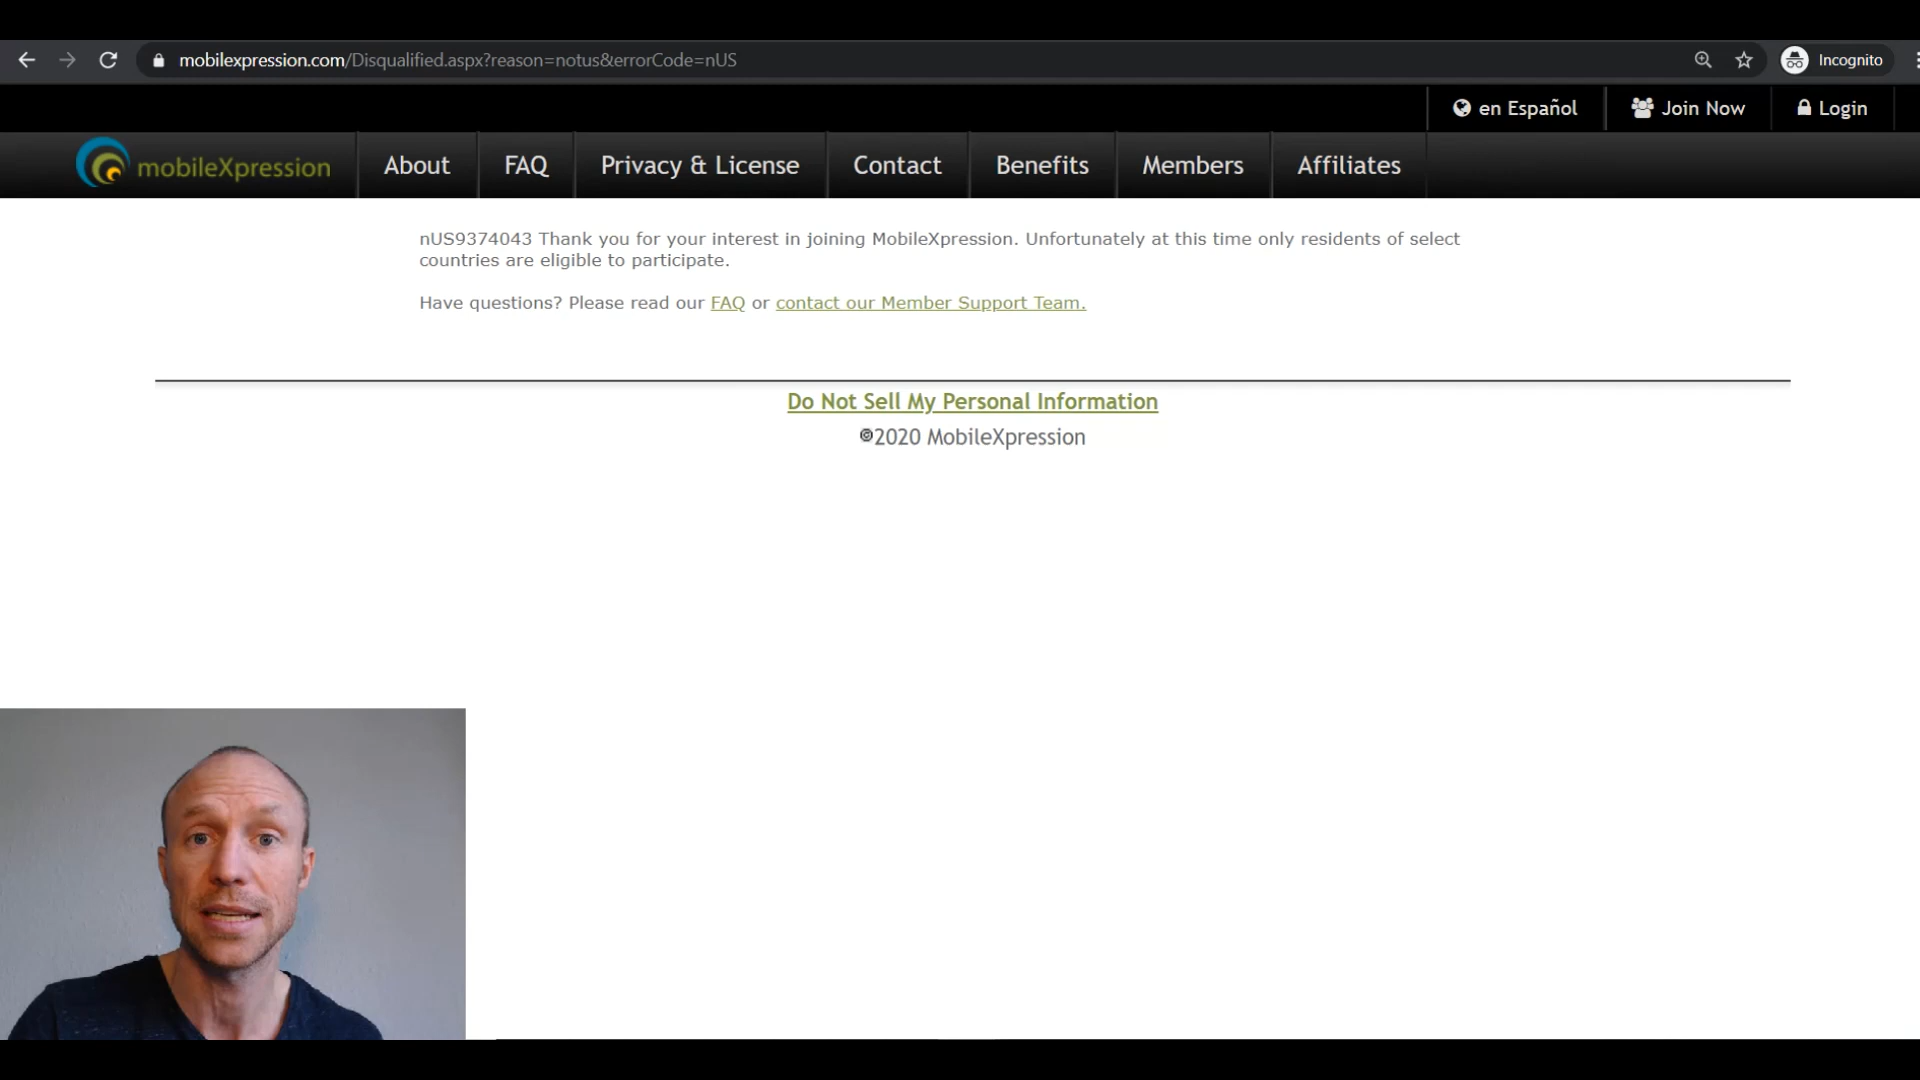 mobilexpression.com/Disqualified.aspx?reason=notus&errorCode=nUS
Incognito
en Español
Join Now
Login
mobileXpression
About
FAQ
Privacy & License
Contact
Benefits
Members
Affiliates
nUS9374043 Thank you for your interest in joining MobileXpression. Unfortunately at this time only residents of select
countries are eligible to participate.
Have questions? Please read our FAQ or contact our Member Support Team.
Do Not Sell My Personal Information
©2020 MobileXpression